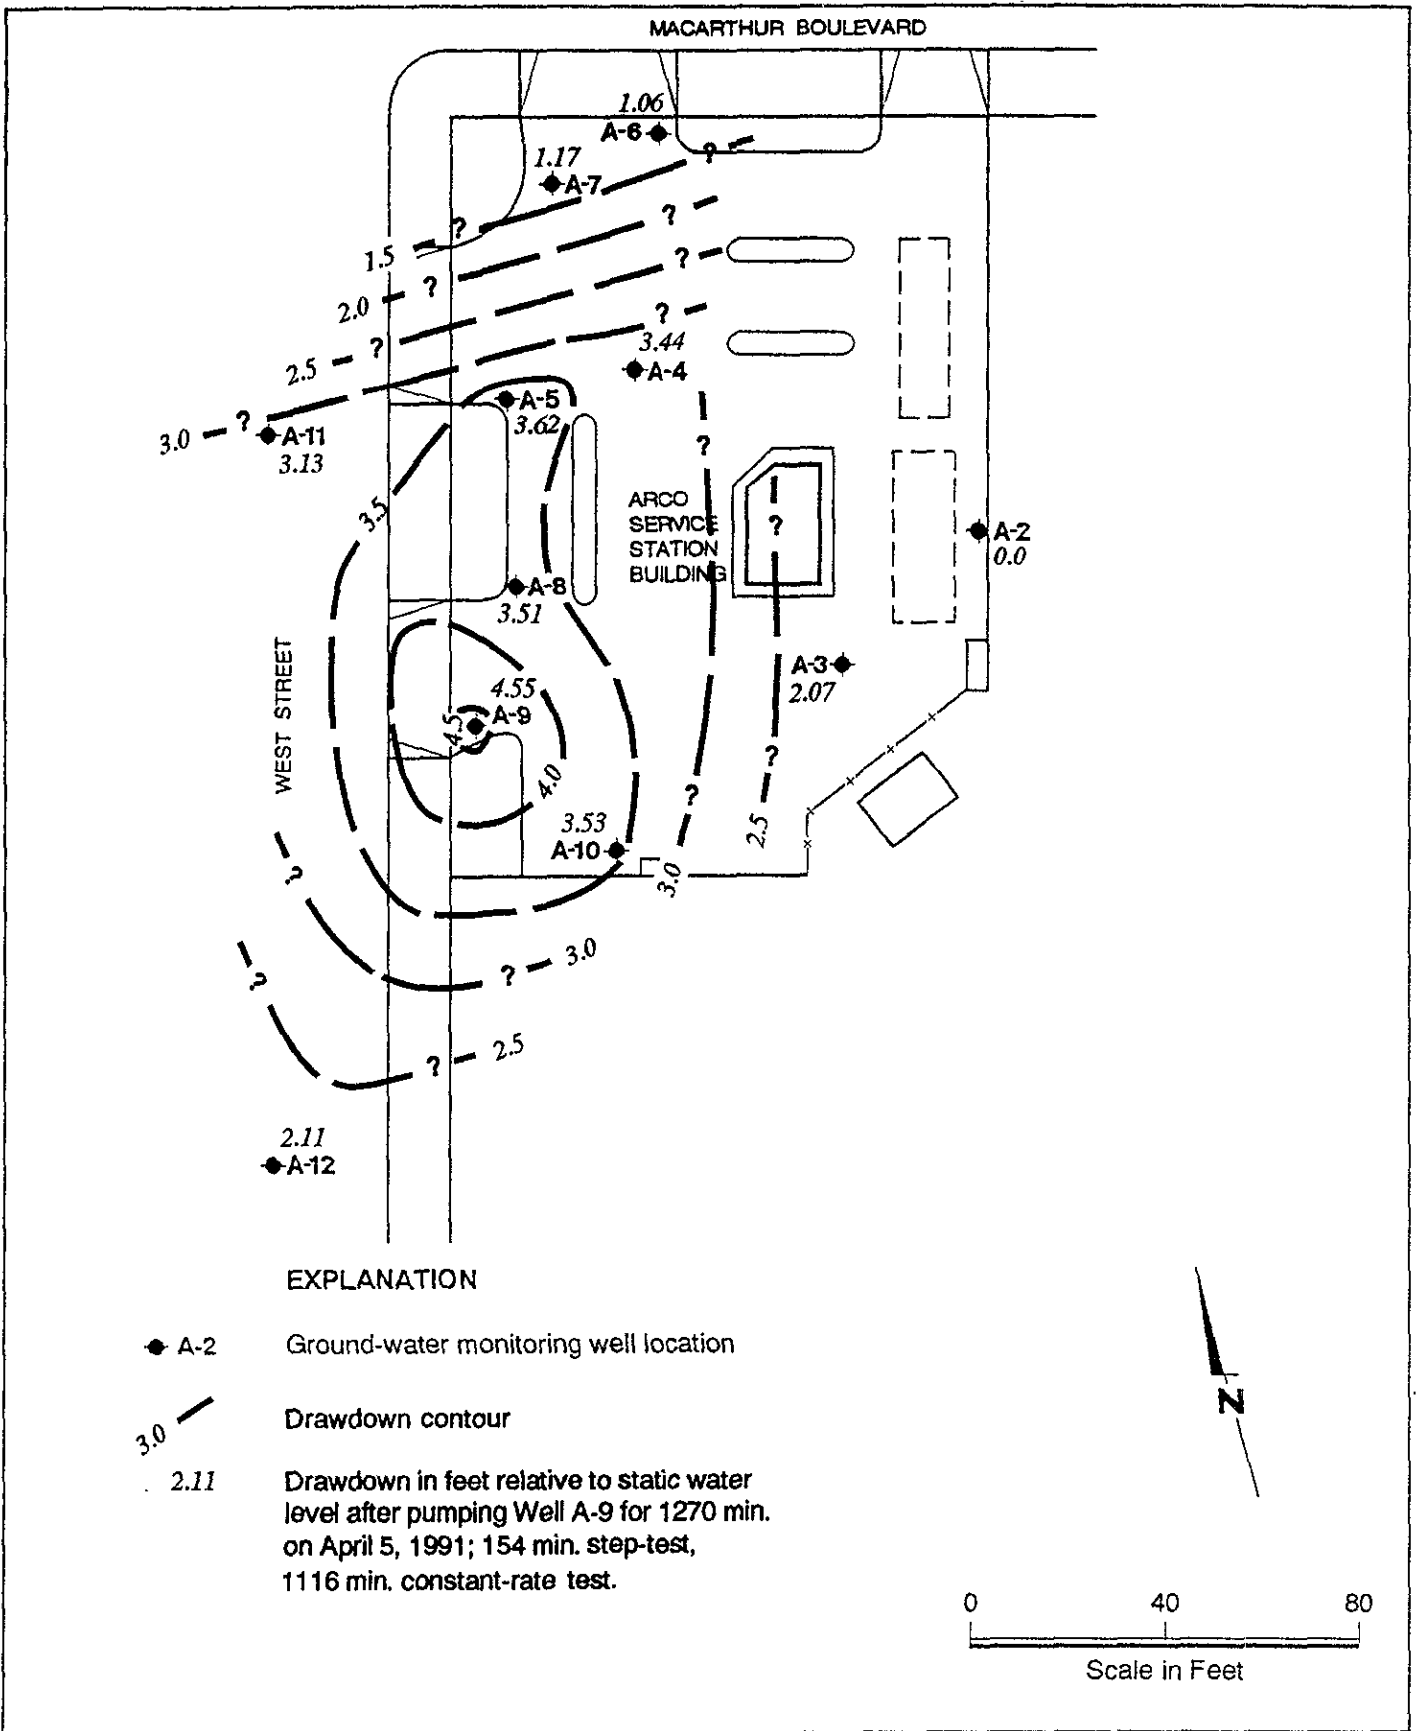 MACARTHUR BOULEVARD
1.06
A-6
?
1.17
A-7
?
?
1.5
?
2.0
?
?
?
2.5
3.44
A-4
A-5
3.62
3.0
?
A-11
3.13
?
3.5
ARCO
SERVICE
STATION
BUILDING
?
A-2
0.0
A-8
3.51
WEST STREET
A-3
2.07
4.55
A-9
4.5
4.0
?
?
2.5
3.53
A-10
3.0
?
3.0
?
?
2.5
?
2.11
A-12
EXPLANATION
A-2 Ground-water monitoring well location
3.0 Drawdown contour
2.11 Drawdown in feet relative to static water
level after pumping Well A-9 for 1270 min.
on April 5, 1991; 154 min. step-test,
1116 min. constant-rate test.
N
0 40 80
Scale in Feet